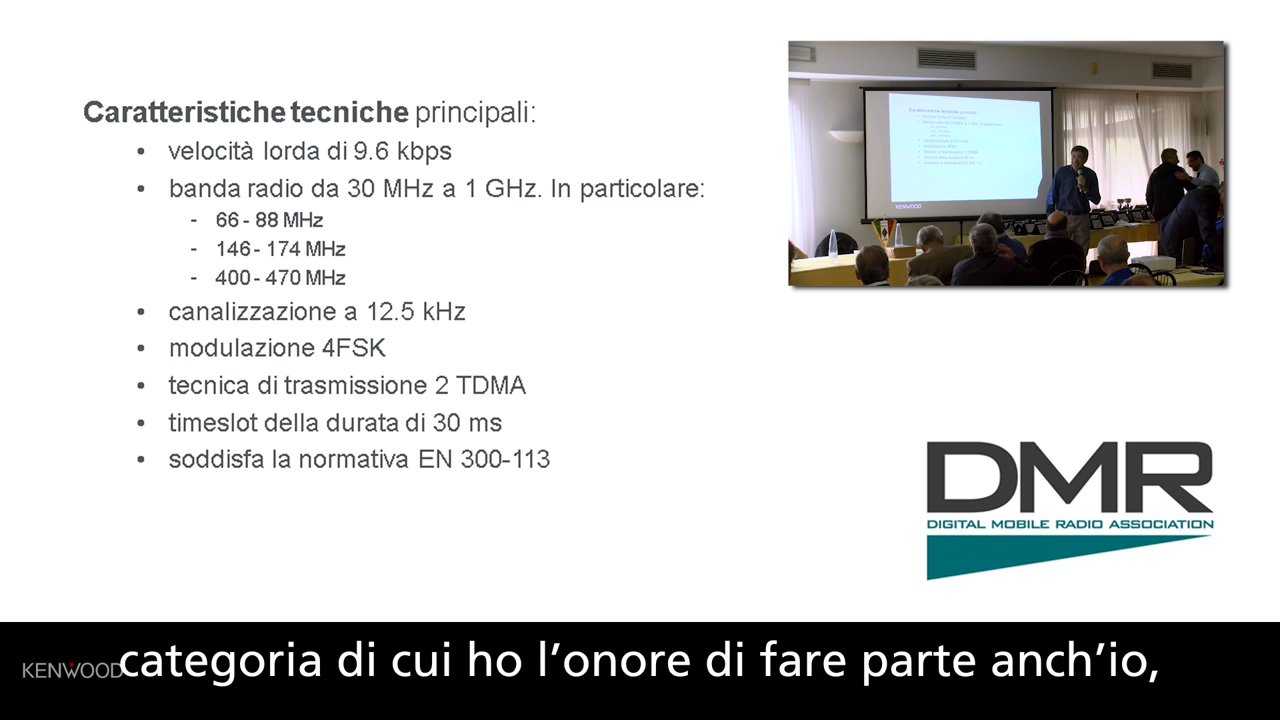 Caratteristiche tecniche principali:
• velocità lorda di 9.6 kbps
• banda radio da 30 MHz a 1 GHz. In particolare:
- 66 - 88 MHz
- 146 - 174 MHz
- 400 - 470 MHz
• canalizzazione a 12.5 kHz
• modulazione 4FSK
• tecnica di trasmissione 2 TDMA
• timeslot della durata di 30 ms
• soddisfa la normativa EN 300-113
KENWOOD
DMR
DIGITAL MOBILE RADIO ASSOCIATION
KENWOOD
categoria di cui ho l’onore di fare parte anch’io,